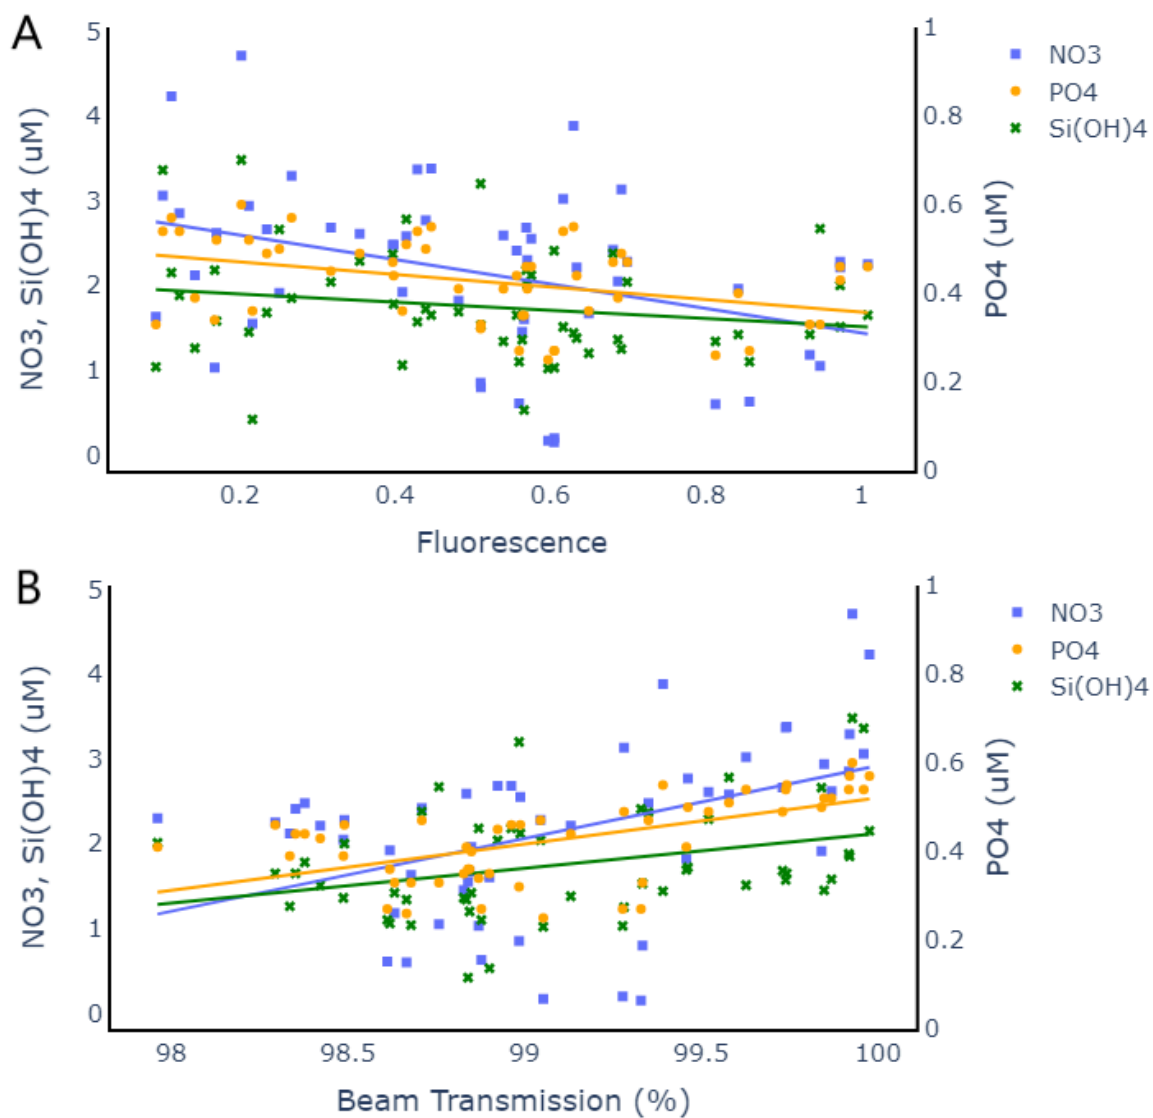 A
NO3, Si(OH)4 (uM)
5
4
3
2
1
0
1
0.8
0.6
0.4
0.2
0
PO4 (uM)
0.2
0.4
0.6
0.8
1
Fluorescence
NO3
PO4
Si(OH)4
B
NO3, Si(OH)4 (uM)
5
4
3
2
1
0
1
0.8
0.6
0.4
0.2
0
PO4 (uM)
98
98.5
99
99.5
100
Beam Transmission (%)
NO3
PO4
Si(OH)4